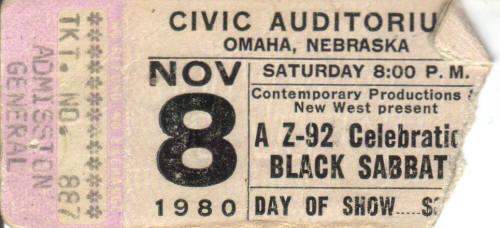 TKT. NO. 887
ADMISSION
GENERAL
CIVIC AUDITORIU
OMAHA, NEBRASKA
NOV
8
1980
SATURDAY 8:00 P.M.
Contemporary Productions &
New West present
A Z-92 Celebratio
BLACK SABBAT
DAY OF SHOW.....$